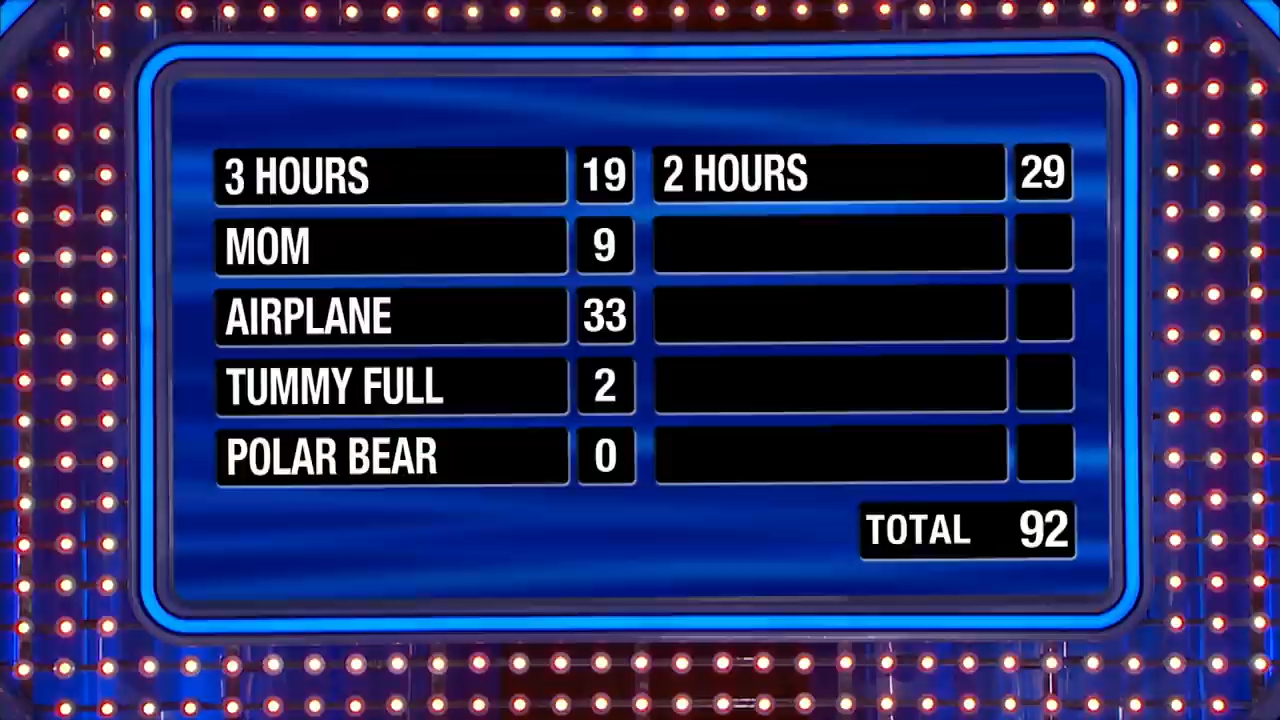 3 HOURS 19 2 HOURS 29
MOM 9
AIRPLANE 33
TUMMY FULL 2
POLAR BEAR 0
TOTAL 92